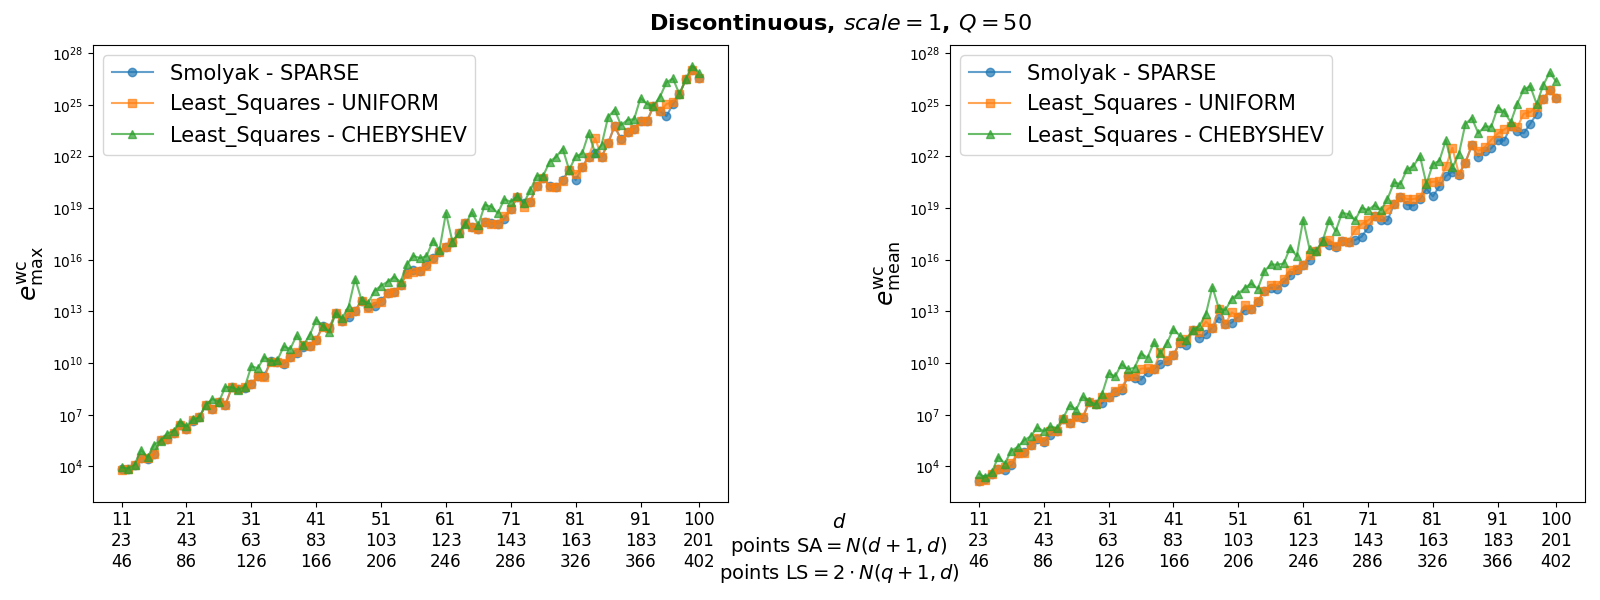 Discontinuous, scale = 1, Q = 50
e^wc_max
10^28
10^25
10^22
10^19
10^16
10^13
10^10
10^7
10^4
Smolyak - SPARSE
Least_Squares - UNIFORM
Least_Squares - CHEBYSHEV
11 21 31 41 51 61 71 81 91 100
23 43 63 83 103 123 143 163 183 201
46 86 126 166 206 246 286 326 366 402
d
points SA = N(d + 1, d)
points LS = 2 · N(q + 1, d)
e^wc_mean
10^28
10^25
10^22
10^19
10^16
10^13
10^10
10^7
10^4
Smolyak - SPARSE
Least_Squares - UNIFORM
Least_Squares - CHEBYSHEV
11 21 31 41 51 61 71 81 91 100
23 43 63 83 103 123 143 163 183 201
46 86 126 166 206 246 286 326 366 402